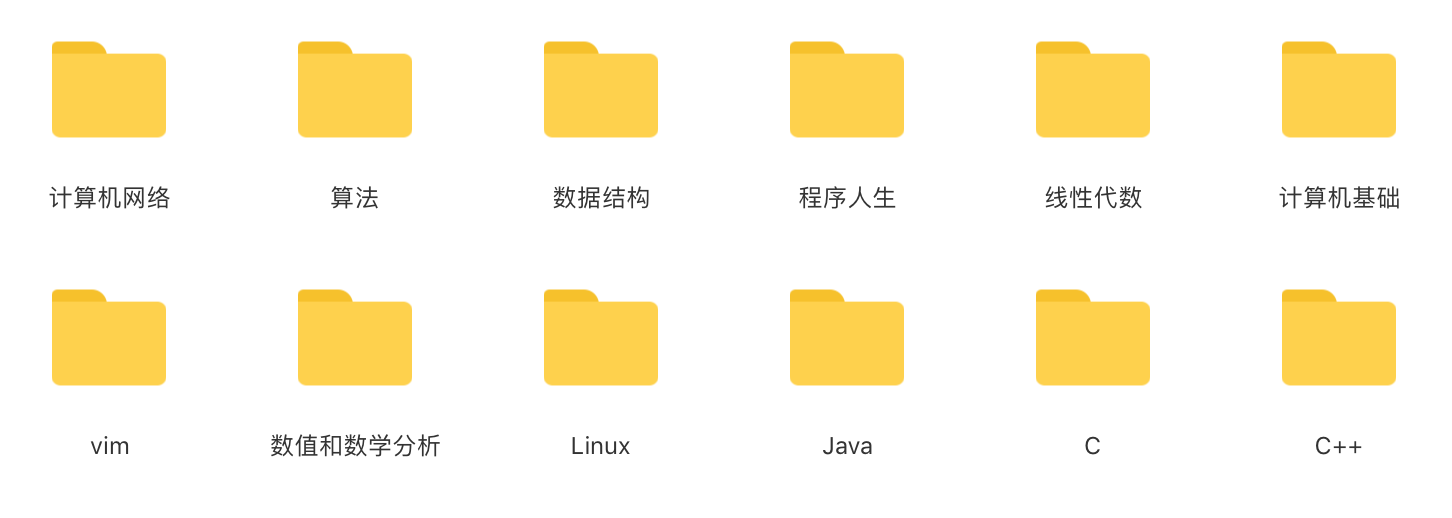 计算机网络
算法
数据结构
程序人生
线性代数
计算机基础
vim
数值和数学分析
Linux
Java
C
C++